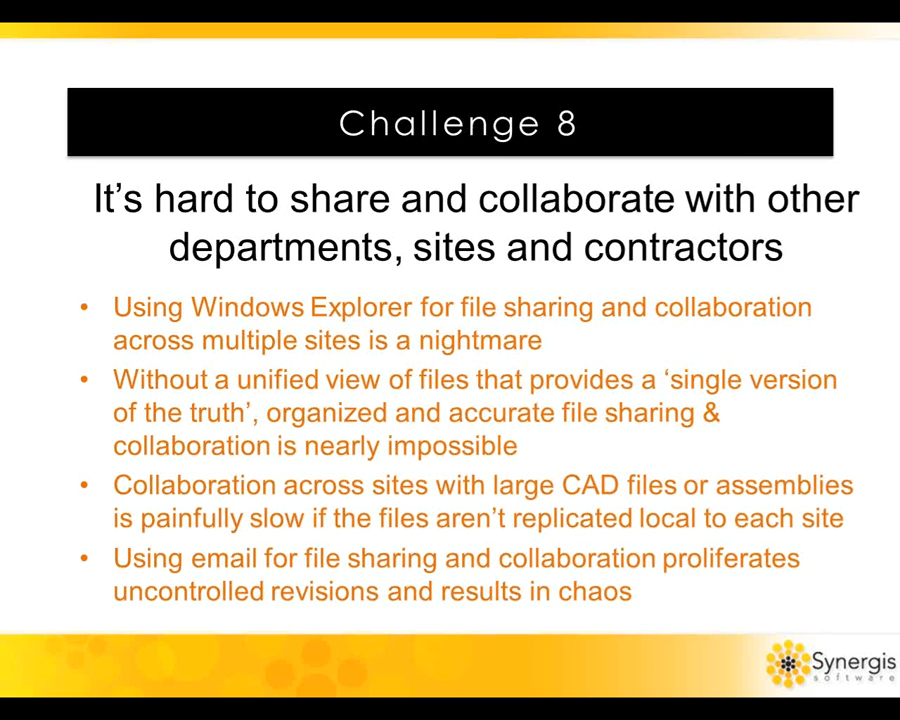 Challenge 8
It’s hard to share and collaborate with other
departments, sites and contractors
• Using Windows Explorer for file sharing and collaboration
across multiple sites is a nightmare
• Without a unified view of files that provides a ‘single version
of the truth’, organized and accurate file sharing &
collaboration is nearly impossible
• Collaboration across sites with large CAD files or assemblies
is painfully slow if the files aren’t replicated local to each site
• Using email for file sharing and collaboration proliferates
uncontrolled revisions and results in chaos
Synergis
software